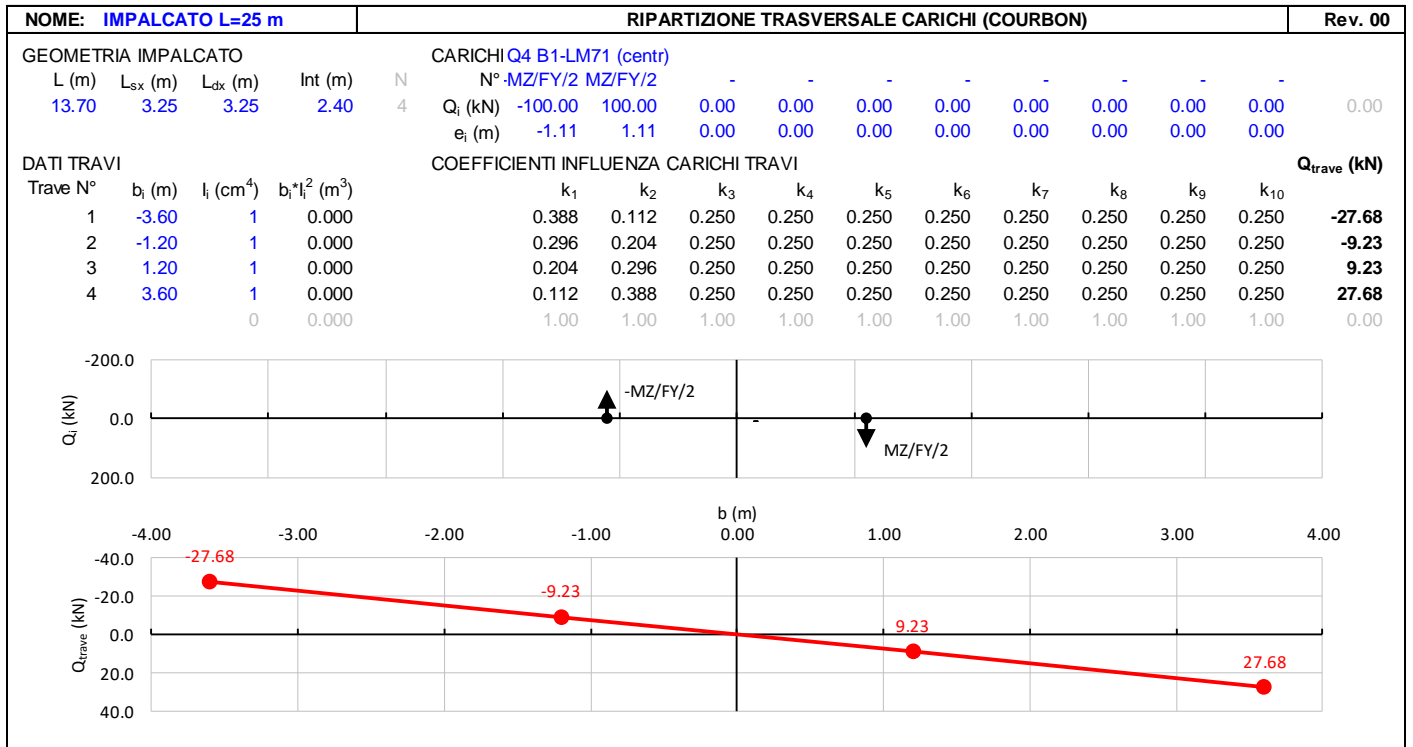 NOME: IMPALCATO L=25 m RIPARTIZIONE TRASVERSALE CARICHI (COURBON) Rev. 00
GEOMETRIA IMPALCATO CARICHI Q4 B1-LM71 (centr)
L (m) Lsx (m) Ldx (m) Int (m) N N° -MZ/FY/2 MZ/FY/2 - - - - - - - -
13.70 3.25 3.25 2.40 4 Qi (kN) -100.00 100.00 0.00 0.00 0.00 0.00 0.00 0.00 0.00 0.00 0.00
ei (m) -1.11 1.11 0.00 0.00 0.00 0.00 0.00 0.00 0.00 0.00
DATI TRAVI COEFFICIENTI INFLUENZA CARICHI TRAVI Qtrave (kN)
Trave N° bi (m) Ii (cm⁴) bi*Ii² (m³) k1 k2 k3 k4 k5 k6 k7 k8 k9 k10
1 -3.60 1 0.000 0.388 0.112 0.250 0.250 0.250 0.250 0.250 0.250 0.250 0.250 -27.68
2 -1.20 1 0.000 0.296 0.204 0.250 0.250 0.250 0.250 0.250 0.250 0.250 0.250 -9.23
3 1.20 1 0.000 0.204 0.296 0.250 0.250 0.250 0.250 0.250 0.250 0.250 0.250 9.23
4 3.60 1 0.000 0.112 0.388 0.250 0.250 0.250 0.250 0.250 0.250 0.250 0.250 27.68
0 0.000 1.00 1.00 1.00 1.00 1.00 1.00 1.00 1.00 1.00 1.00 0.00
-200.0
-MZ/FY/2
0.0
-
MZ/FY/2
200.0
Qi (kN)
b (m)
-4.00 -3.00 -2.00 -1.00 0.00 1.00 2.00 3.00 4.00
-40.0
-27.68
-9.23
-20.0
0.0
9.23
20.0
27.68
40.0
Qtrave (kN)